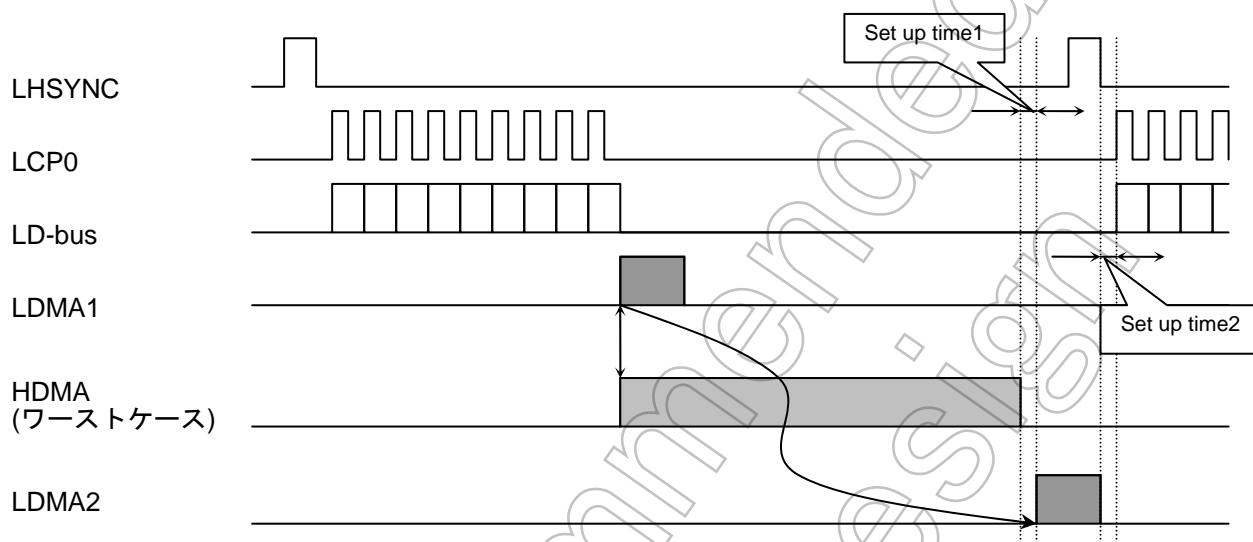 Set up time1
LHSYNC
LCP0
LD-bus
LDMA1
Set up time2
HDMA
(ワーストケース)
LDMA2